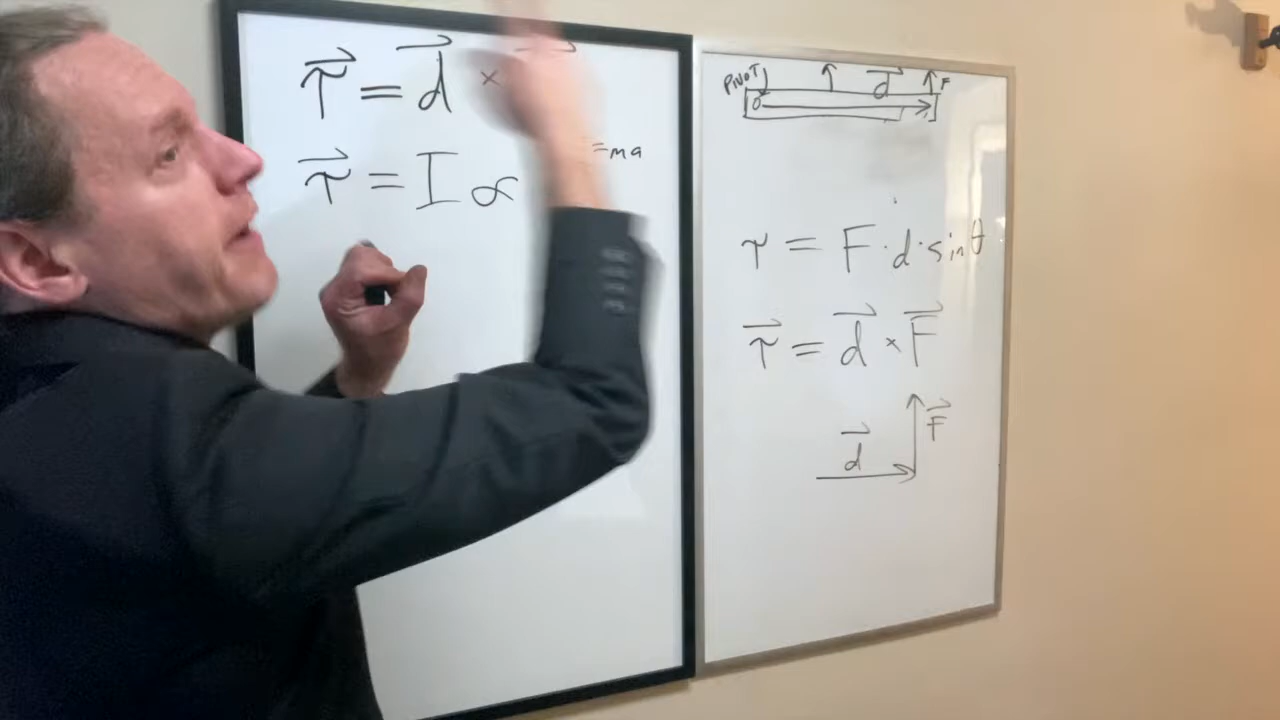 τ⃗ = d⃗ ×
= ma
τ⃗ = I α
PIVOT
d⃗
F
τ = F · d · sin θ
τ⃗ = d⃗ × F⃗
F⃗
d⃗